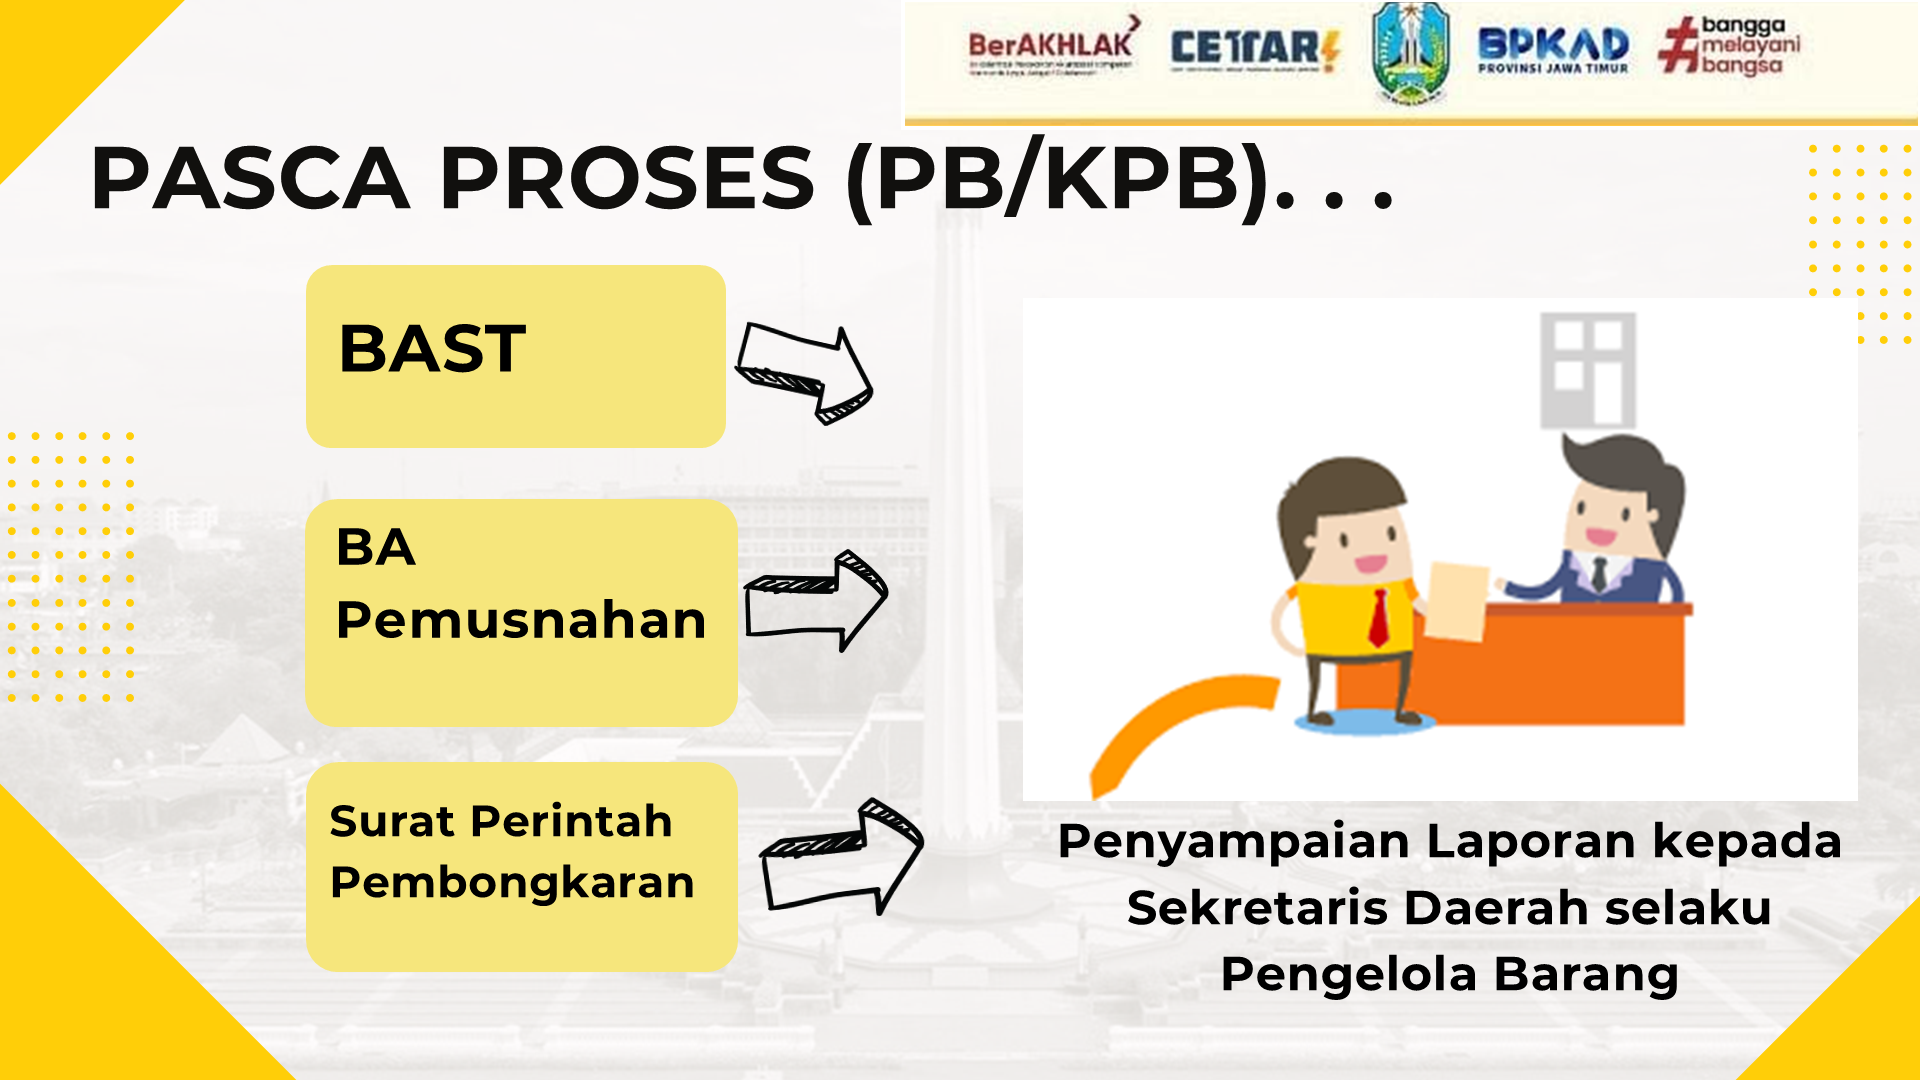 BerAKHLAK
CETTAR
BPKAD
PROVINSI JAWA TIMUR
bangga
melayani
bangsa
PASCA PROSES (PB/KPB). . .
BAST
BA
Pemusnahan
Surat Perintah
Pembongkaran
Penyampaian Laporan kepada
Sekretaris Daerah selaku
Pengelola Barang